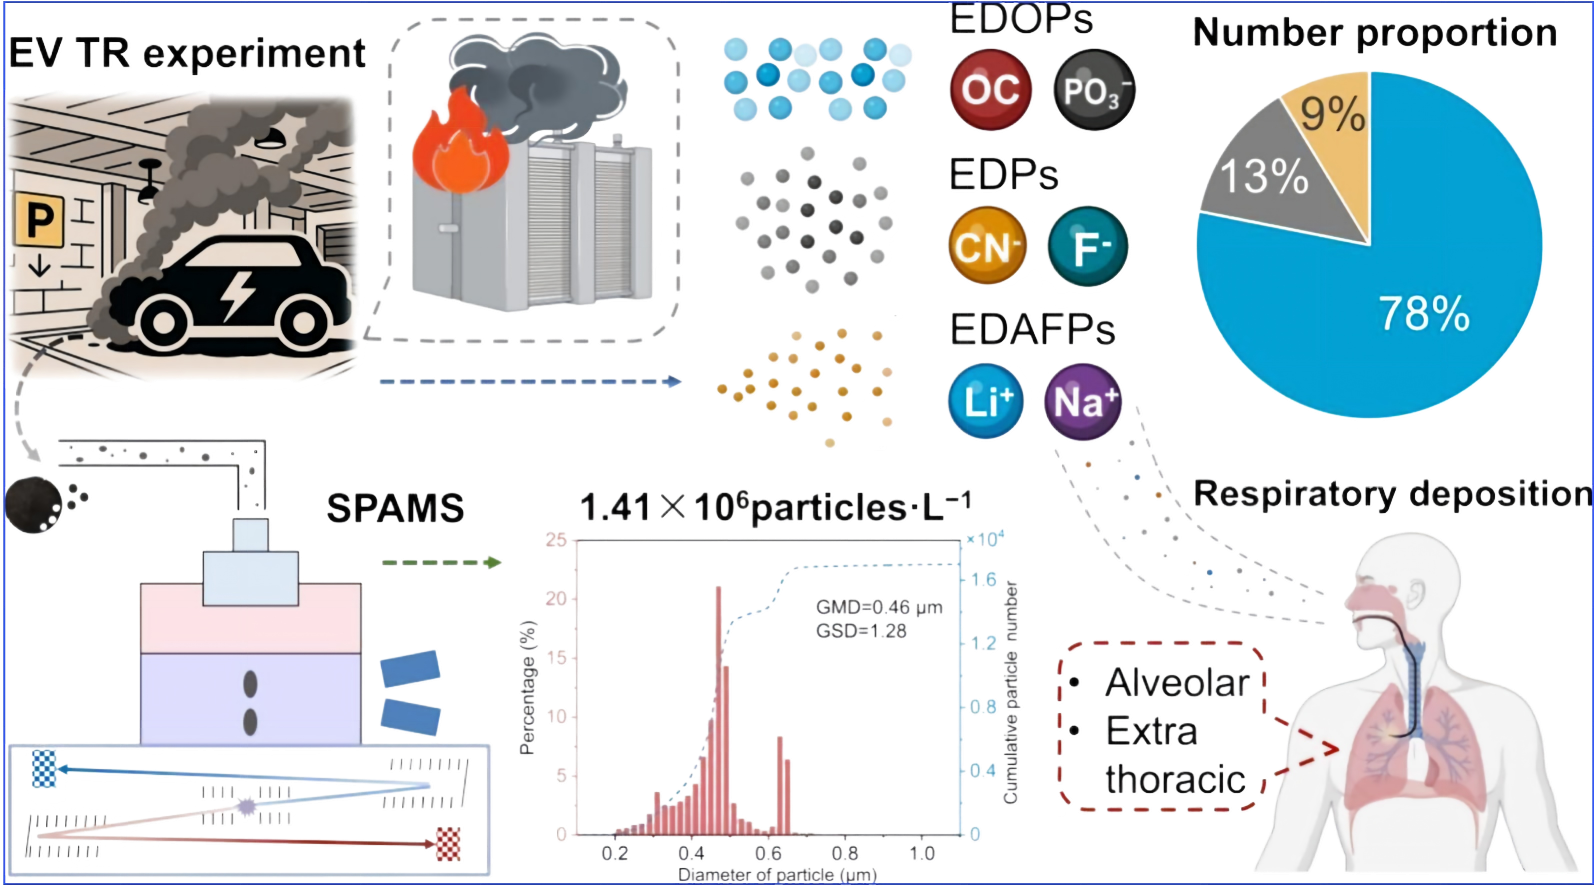 EV TR experiment
P
EDOPs
OC
PO₃⁻
EDPs
CN⁻
F⁻
EDAFPs
Li⁺
Na⁺
Number proportion
9%
13%
78%
SPAMS
1.41×10⁶particles·L⁻¹
25
20
15
10
5
0
Percentage (%)
GMD=0.46 μm
GSD=1.28
×10⁴
1.6
1.2
0.8
0.4
0
Cumulative particle number
0.2
0.4
0.6
0.8
1.0
Diameter of particle (μm)
Respiratory deposition
• Alveolar
• Extra
thoracic